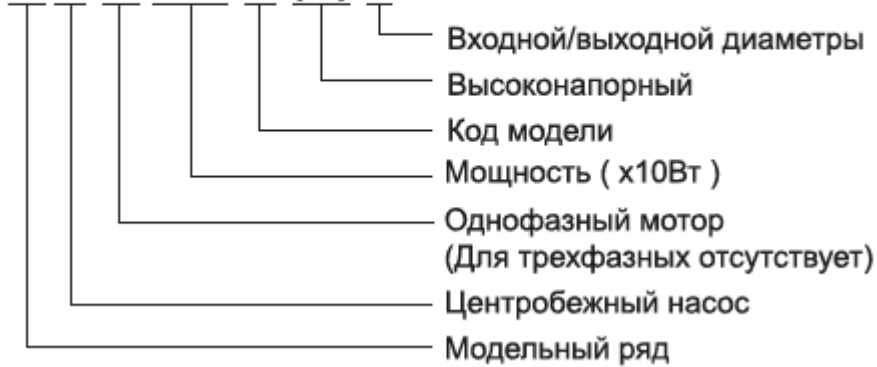 Входной/выходной диаметры
Высоконапорный
Код модели
Мощность ( х10Вт )
Однофазный мотор
(Для трехфазных отсутствует)
Центробежный насос
Модельный ряд